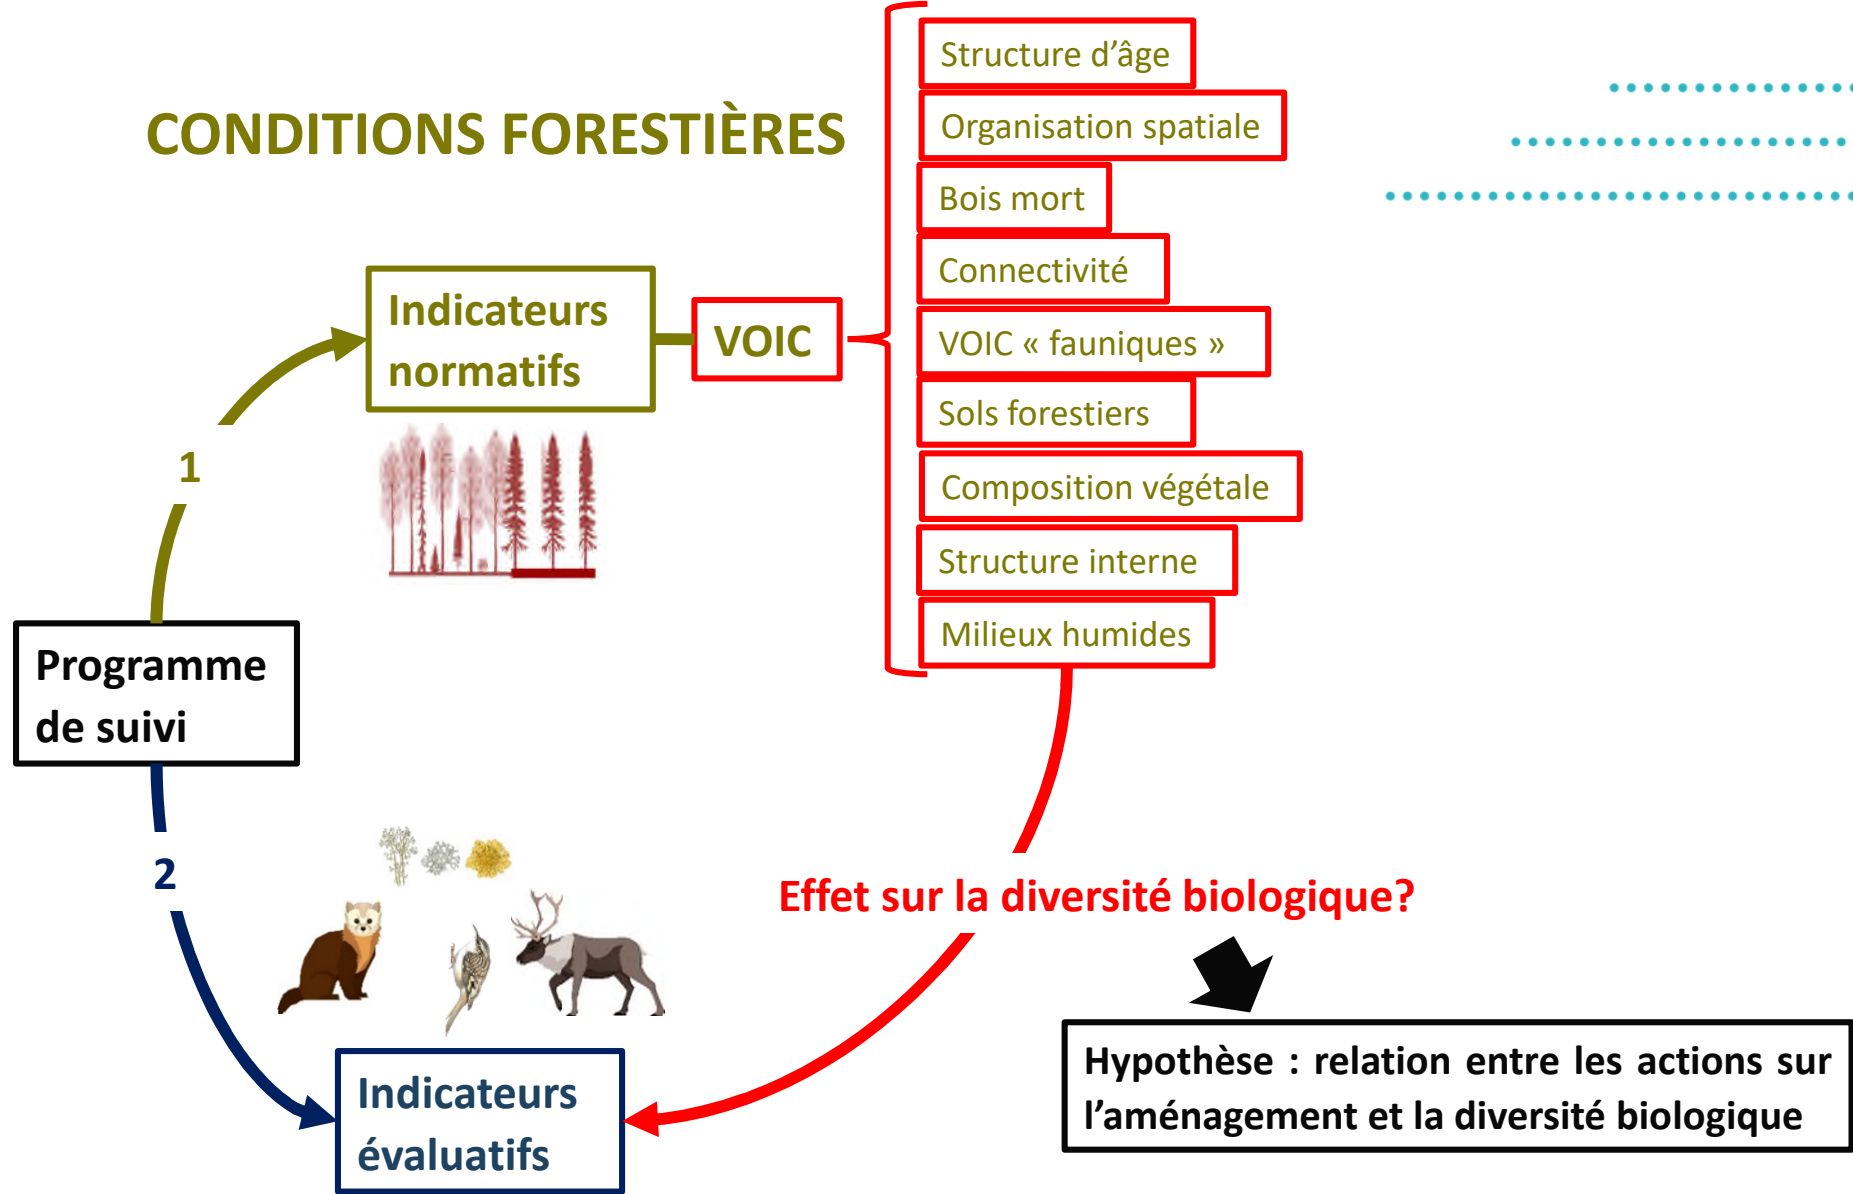 CONDITIONS FORESTIÈRES
Structure d’âge
Organisation spatiale
Bois mort
Connectivité
VOIC « fauniques »
Sols forestiers
Composition végétale
Structure interne
Milieux humides
Indicateurs
normatifs
VOIC
1
Programme
de suivi
2
Effet sur la diversité biologique?
Indicateurs
évaluatifs
Hypothèse : relation entre les actions sur
l’aménagement et la diversité biologique